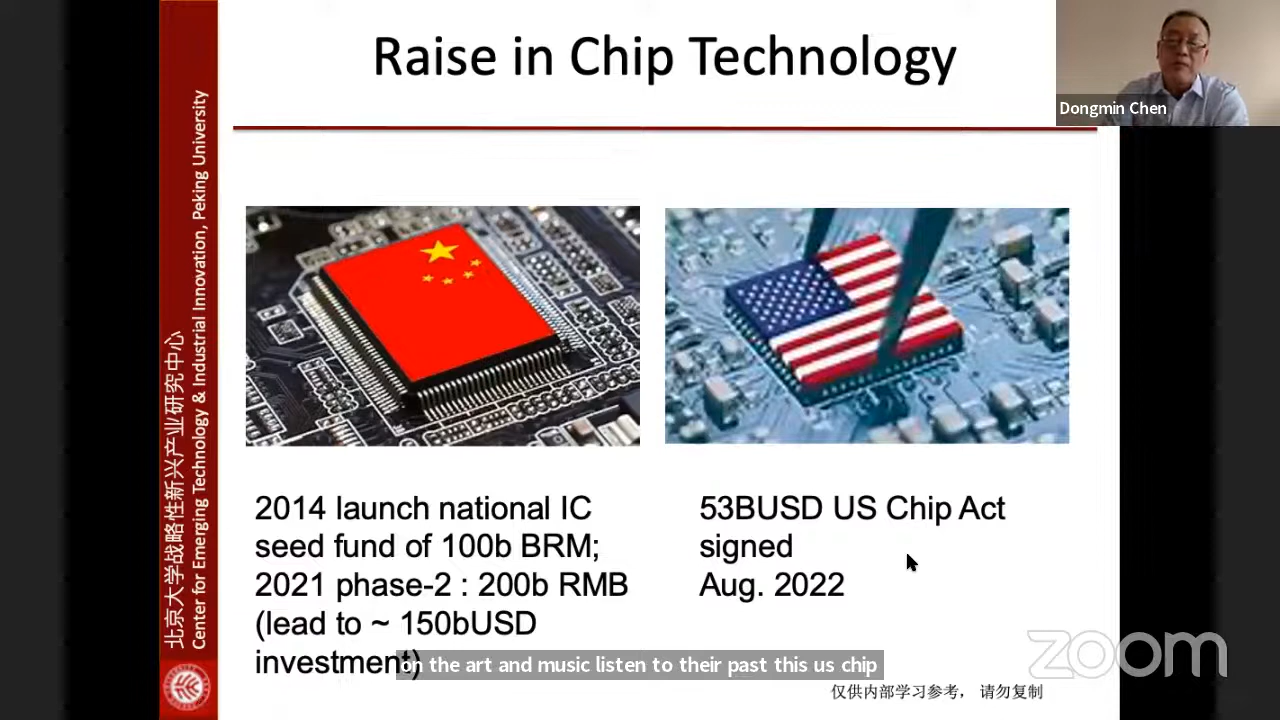 Raise in Chip Technology
Dongmin Chen
北京大学战略性新兴产业研究中心
Center for Emerging Technology & Industrial Innovation, Peking University
2014 launch national IC
seed fund of 100b BRM;
2021 phase-2 : 200b RMB
(lead to ~ 150bUSD
investment)
53BUSD US Chip Act
signed
Aug. 2022
on the art and music listen to their past this us chip
zoom
仅供内部学习参考， 请勿复制